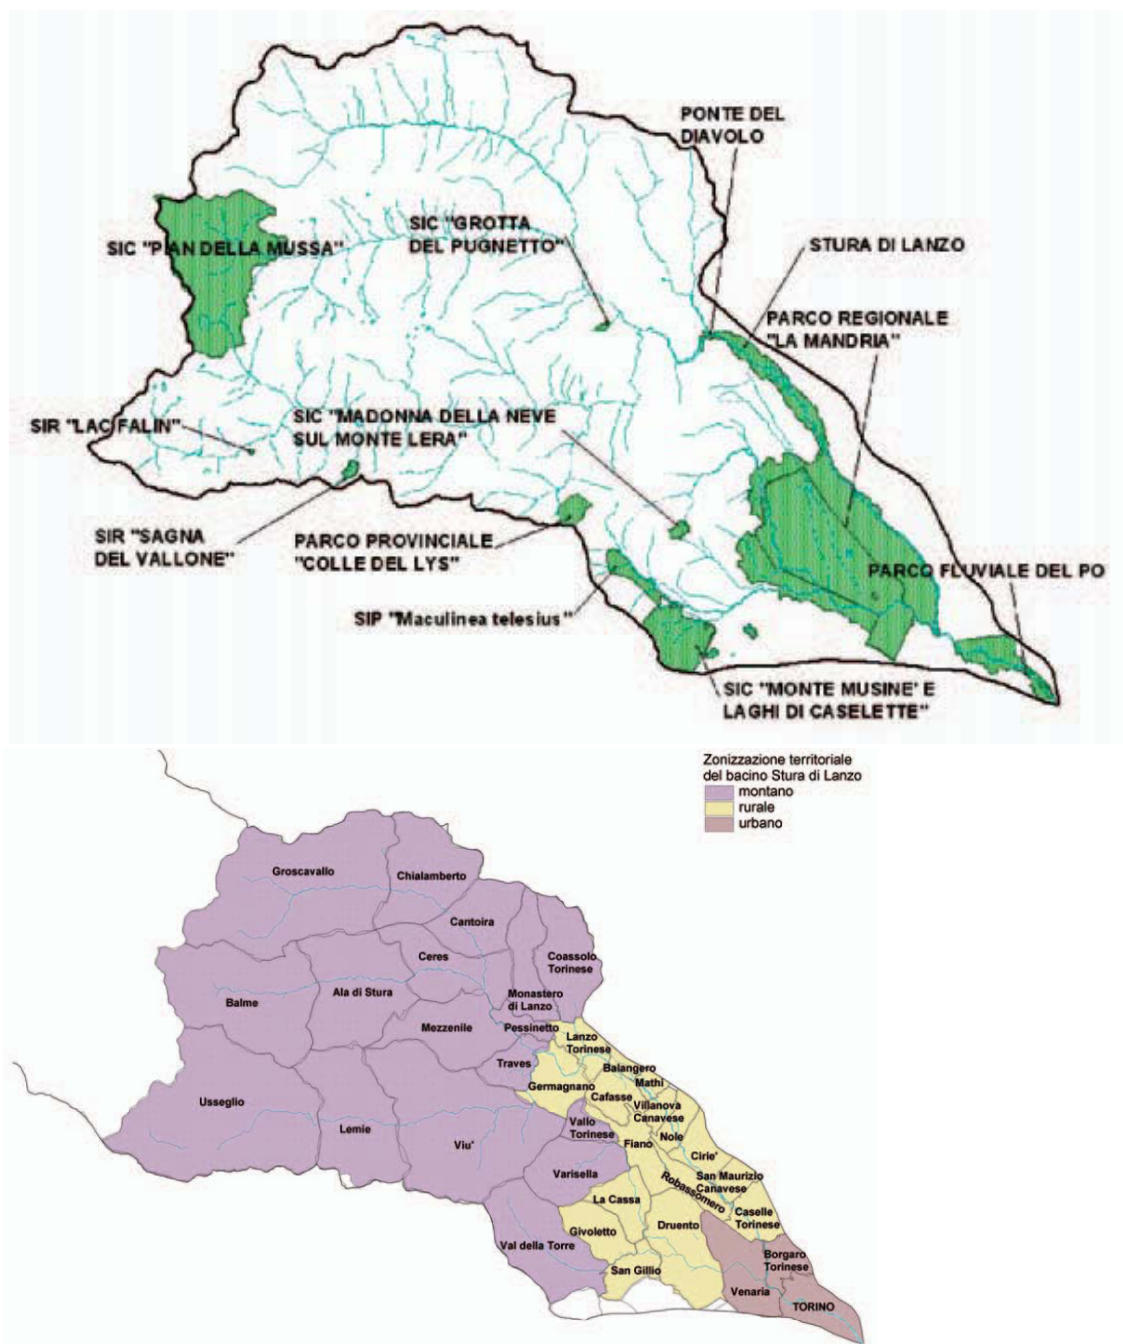 PONTE DEL
DIAVOLO
SIC "GROTTA
DEL PUGNETTO"
STURA DI LANZO
SIC "PIAN DELLA MUSSA"
PARCO REGIONALE
"LA MANDRIA"
SIC "MADONNA DELLA NEVE
SUL MONTE LERA"
SIR "LAC FALIN"
SIR "SAGNA
DEL VALLONE"
PARCO PROVINCIALE
"COLLE DEL LYS"
PARCO FLUVIALE DEL PO
SIP "Maculinea telesius"
SIC "MONTE MUSINE' E
LAGHI DI CASELETTE"
Zonizzazione territoriale
del bacino Stura di Lanzo
montano
rurale
urbano
Groscavallo
Chialamberto
Cantoira
Ceres
Coassolo
Torinese
Balme
Ala di Stura
Monastero
di Lanzo
Mezzenile
Pessinetto
Lanzo
Torinese
Traves
Balangero
Mathi
Germagnano
Cafasse
Usseglio
Villanova
Canavese
Lemie
Viu'
Vallo
Torinese
Nole
Fiano
Cirie'
Varisella
San Maurizio
Canavese
Robassomero
La Cassa
Caselle
Torinese
Givoletto
Druento
Val della Torre
Borgaro
Torinese
San Gillio
Venaria
TORINO